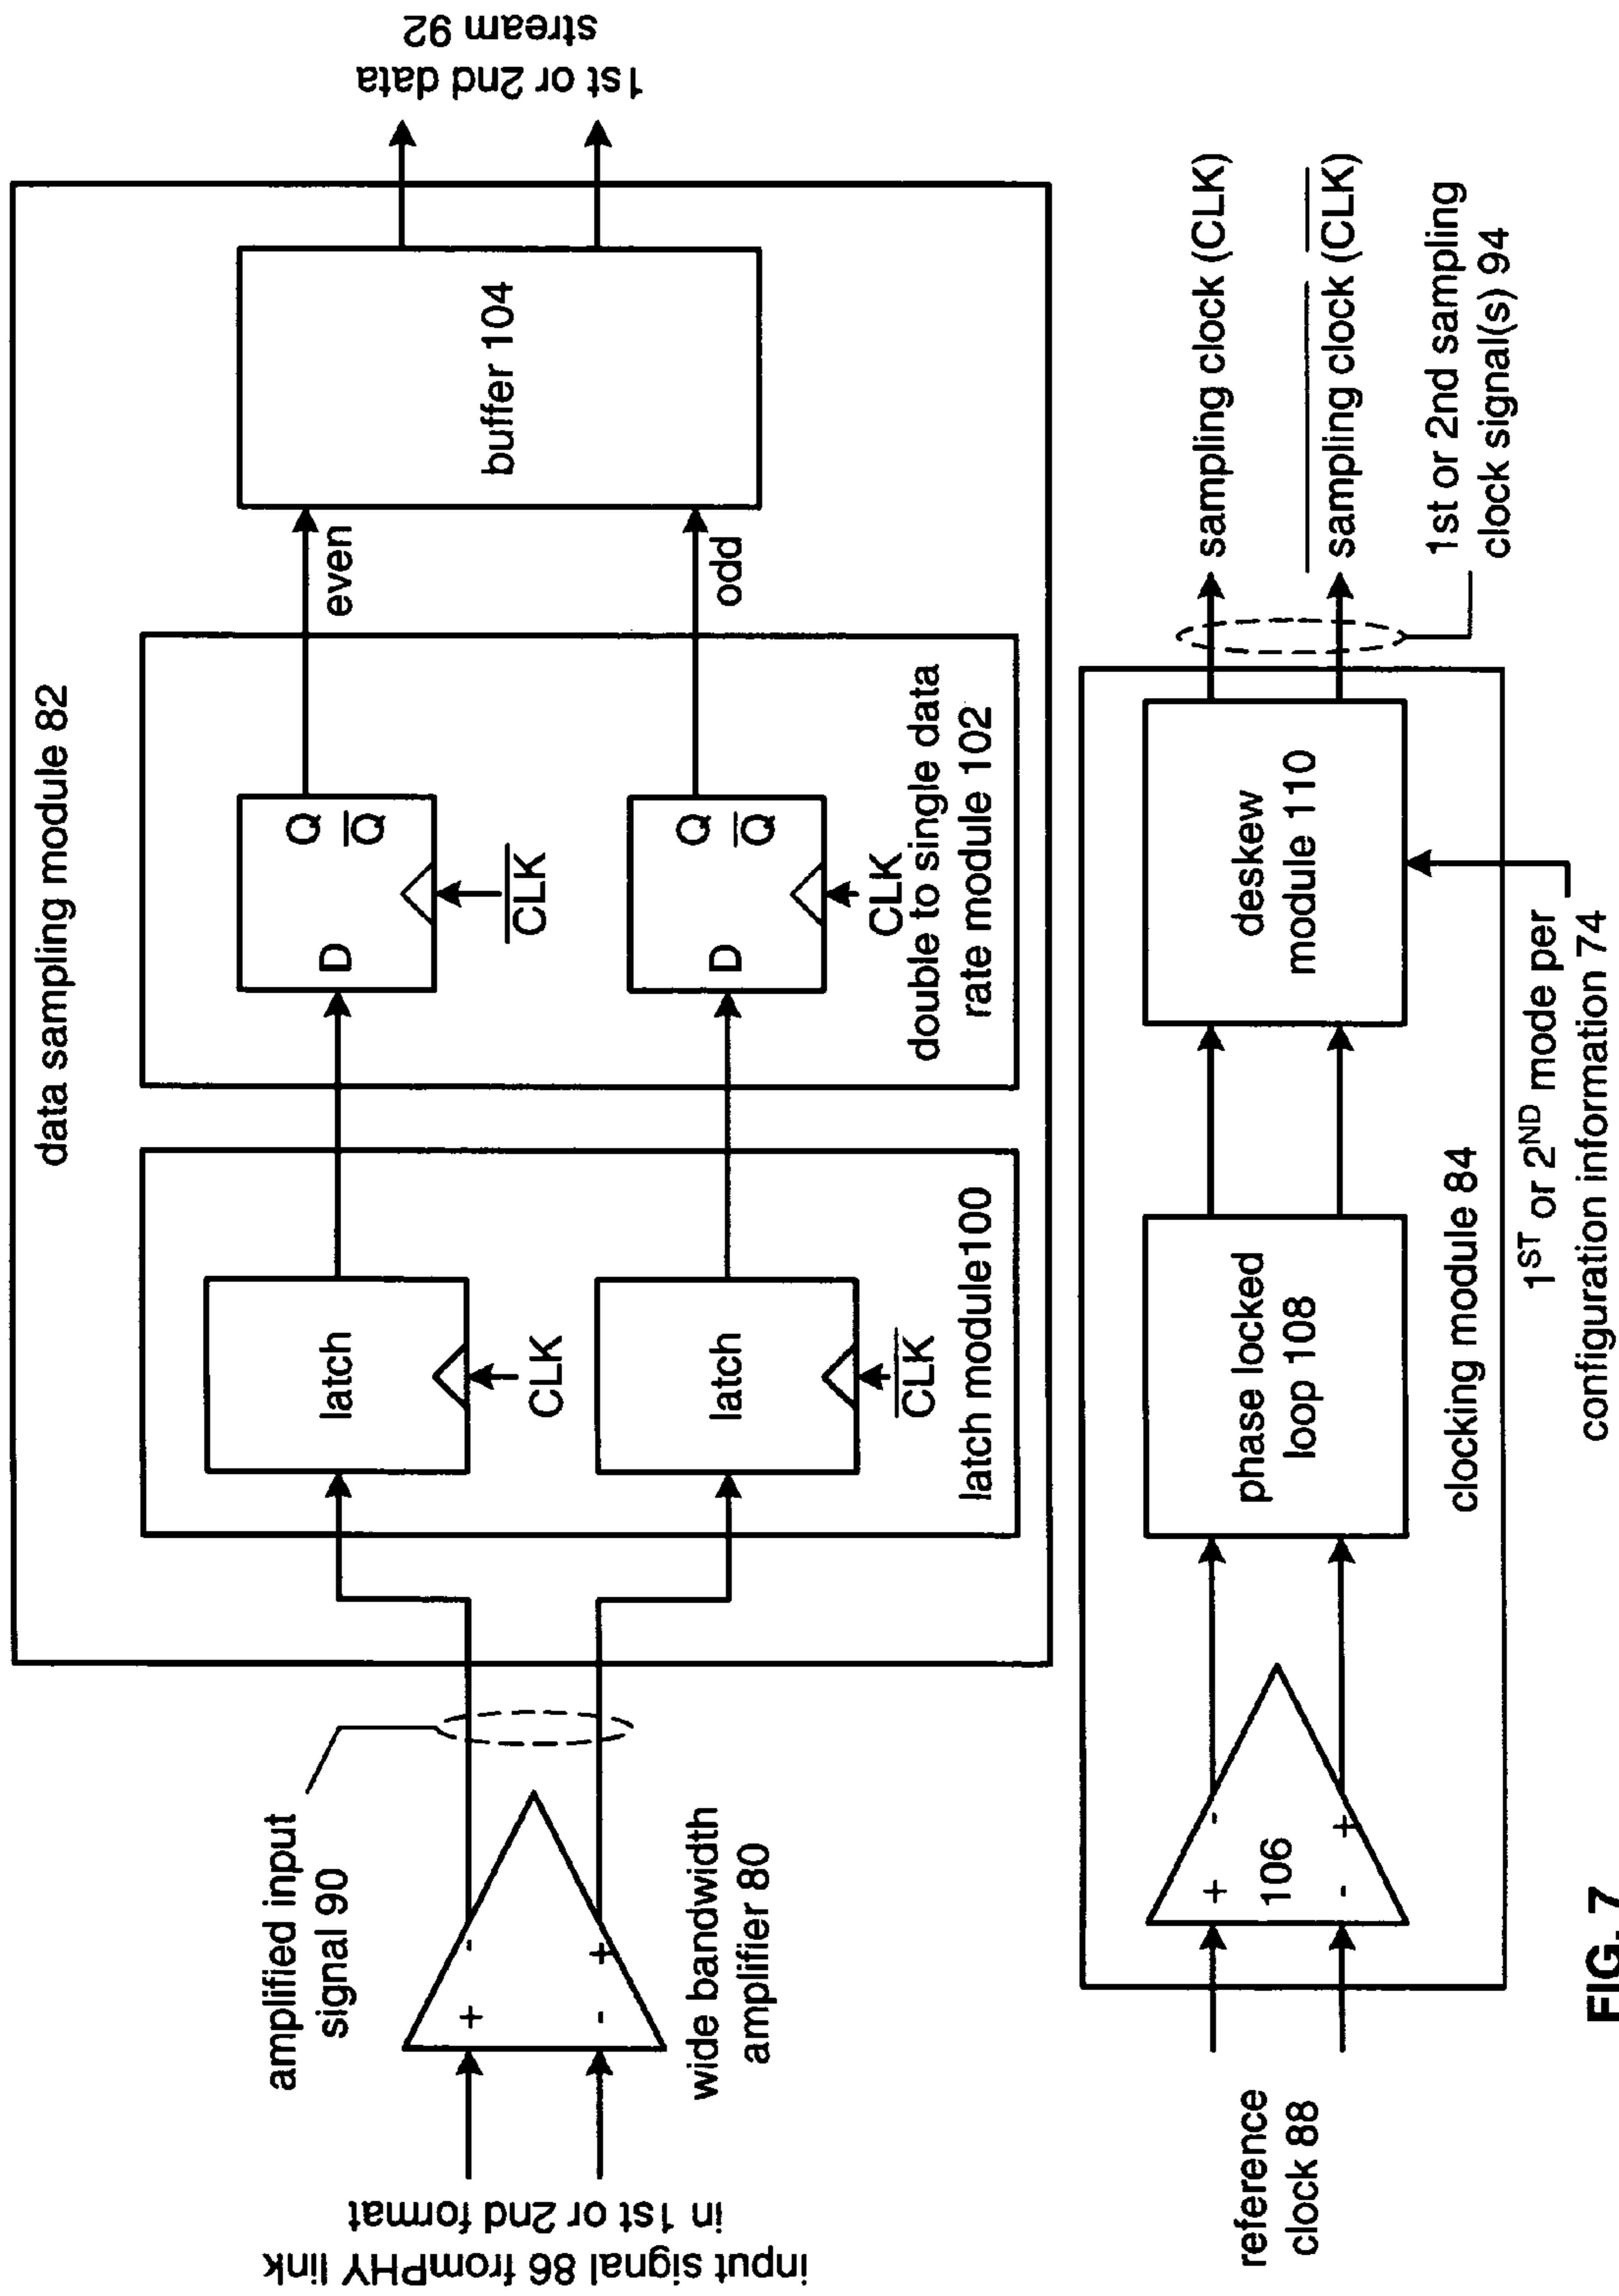 data sampling module 82
input signal 86 fromPHY link
in 1st or 2nd format
+
-
-
+
wide bandwidth
amplifier 80
amplified input
signal 90
latch
CLK
latch
C̅L̅K̅
latch module100
D
Q
Q̅
C̅L̅K̅
D
Q
Q̅
CLK
double to single data
rate module 102
even
odd
buffer 104
1st or 2nd data
stream 92
reference
clock 88
+
-
106
-
+
phase locked
loop 108
deskew
module 110
clocking module 84
1ST or 2ND mode per
configuration information 74
sampling clock (CLK)
sampling clock (C̅L̅K̅)
1st or 2nd sampling
clock signal(s) 94
FIG. 7